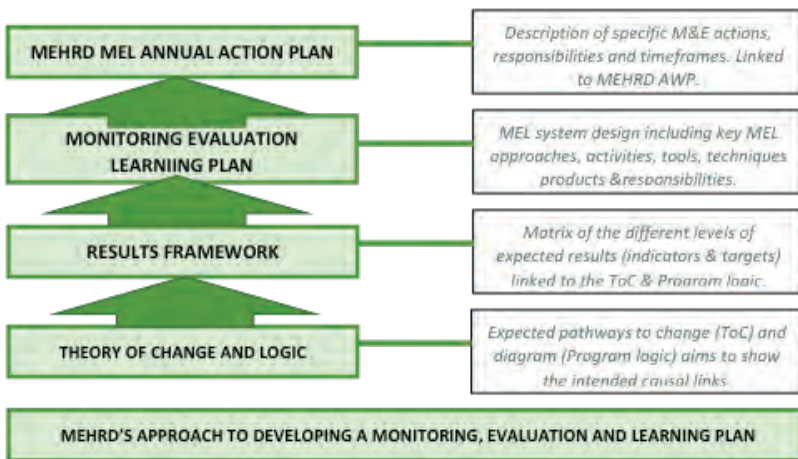 MEHRD MEL ANNUAL ACTION PLAN
Description of specific M&E actions,
responsibilities and timeframes. Linked
to MEHRD AWP.
MONITORING EVALUATION
LEARNIING PLAN
MEL system design including key MEL
approaches, activities, tools, techniques
products &responsibilities.
RESULTS FRAMEWORK
Matrix of the different levels of
expected results (indicators & targets)
linked to the ToC & Program logic.
THEORY OF CHANGE AND LOGIC
Expected pathways to change (ToC) and
diagram (Program logic) aims to show
the intended causal links
MEHRD'S APPROACH TO DEVELOPING A MONITORING, EVALUATION AND LEARNING PLAN